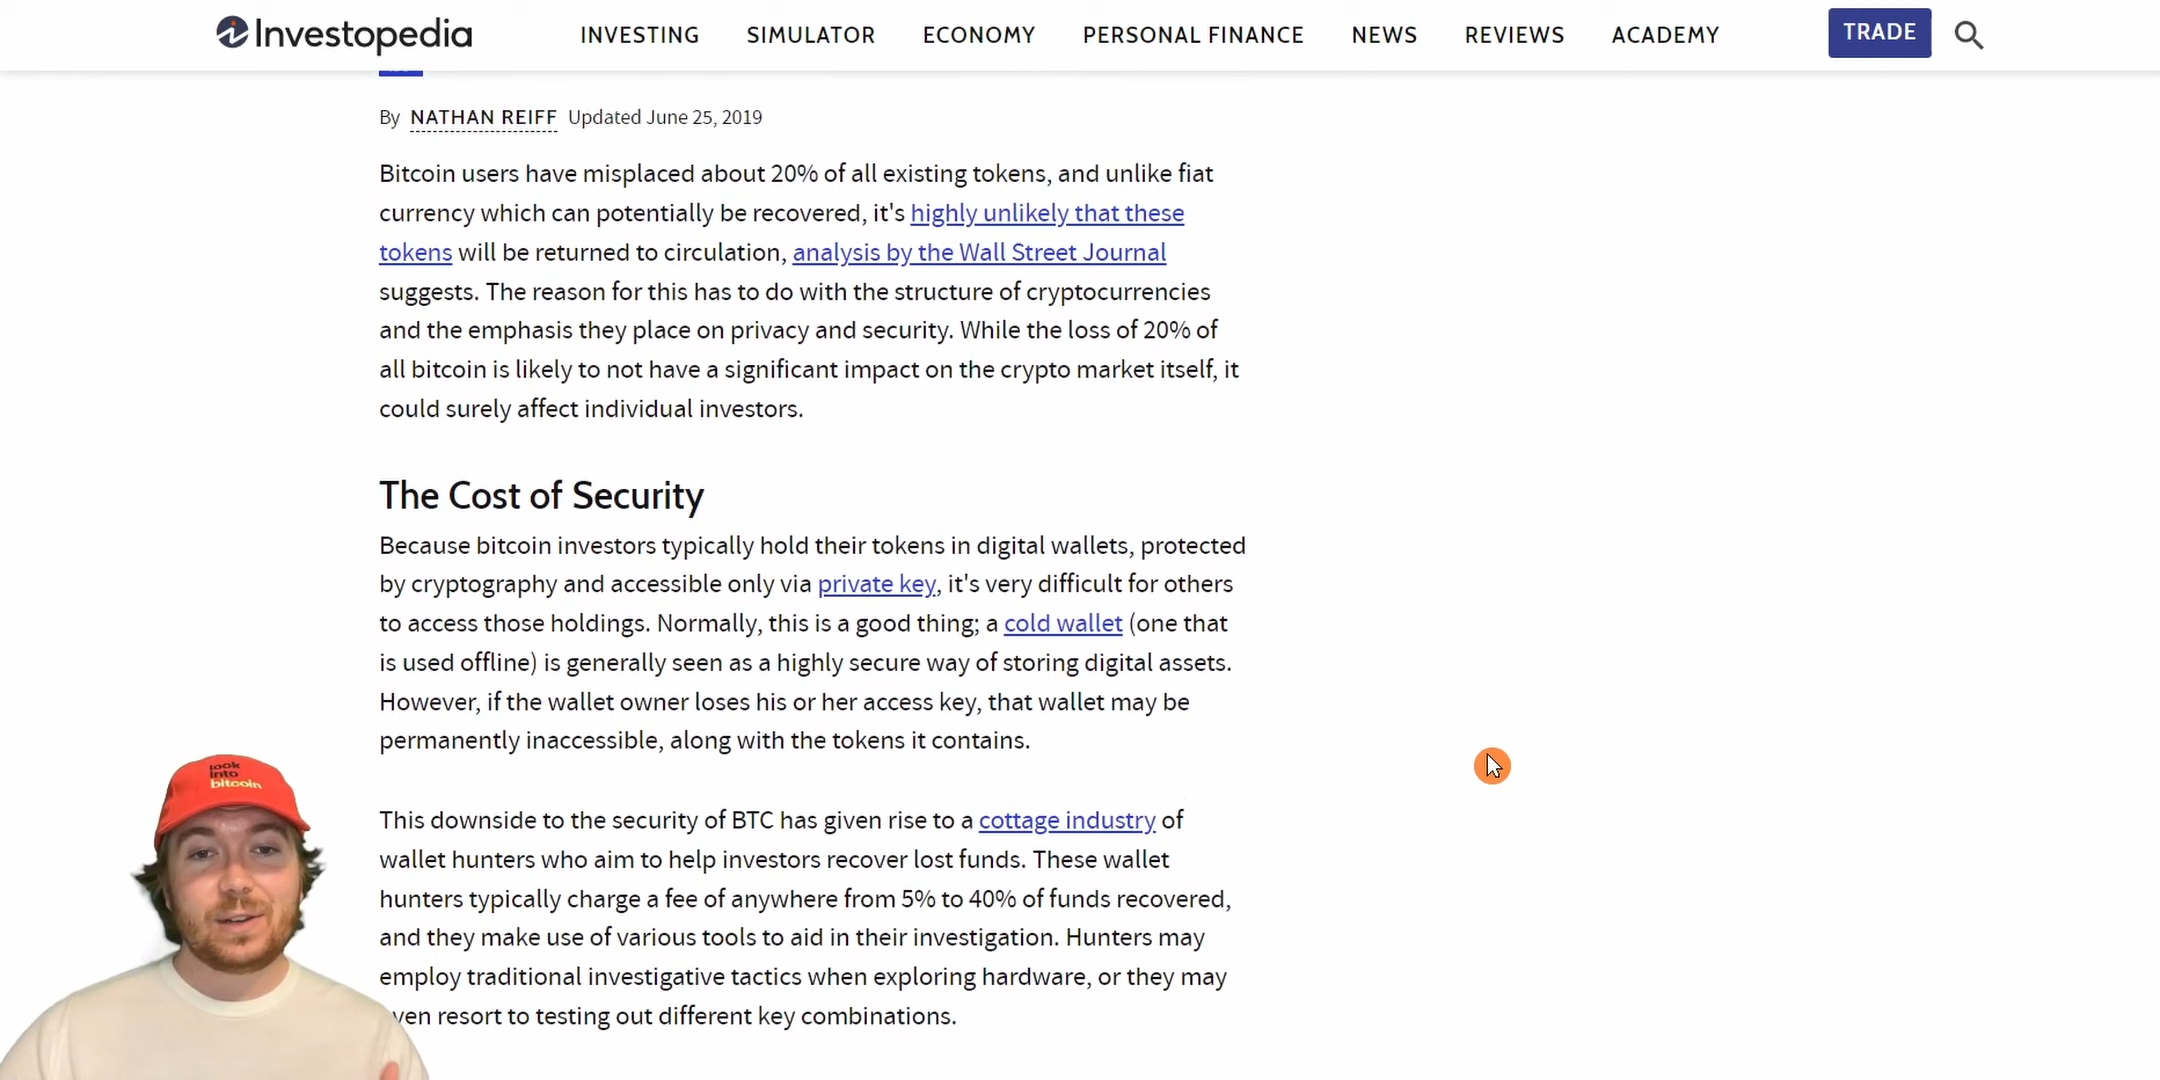 Investopedia
INVESTING SIMULATOR ECONOMY PERSONAL FINANCE NEWS REVIEWS ACADEMY TRADE
By NATHAN REIFF Updated June 25, 2019
Bitcoin users have misplaced about 20% of all existing tokens, and unlike fiat
currency which can potentially be recovered, it's highly unlikely that these
tokens will be returned to circulation, analysis by the Wall Street Journal
suggests. The reason for this has to do with the structure of cryptocurrencies
and the emphasis they place on privacy and security. While the loss of 20% of
all bitcoin is likely to not have a significant impact on the crypto market itself, it
could surely affect individual investors.
The Cost of Security
Because bitcoin investors typically hold their tokens in digital wallets, protected
by cryptography and accessible only via private key, it's very difficult for others
to access those holdings. Normally, this is a good thing; a cold wallet (one that
is used offline) is generally seen as a highly secure way of storing digital assets.
However, if the wallet owner loses his or her access key, that wallet may be
permanently inaccessible, along with the tokens it contains.
This downside to the security of BTC has given rise to a cottage industry of
wallet hunters who aim to help investors recover lost funds. These wallet
hunters typically charge a fee of anywhere from 5% to 40% of funds recovered,
and they make use of various tools to aid in their investigation. Hunters may
employ traditional investigative tactics when exploring hardware, or they may
ven resort to testing out different key combinations.
look
into
bitcoin